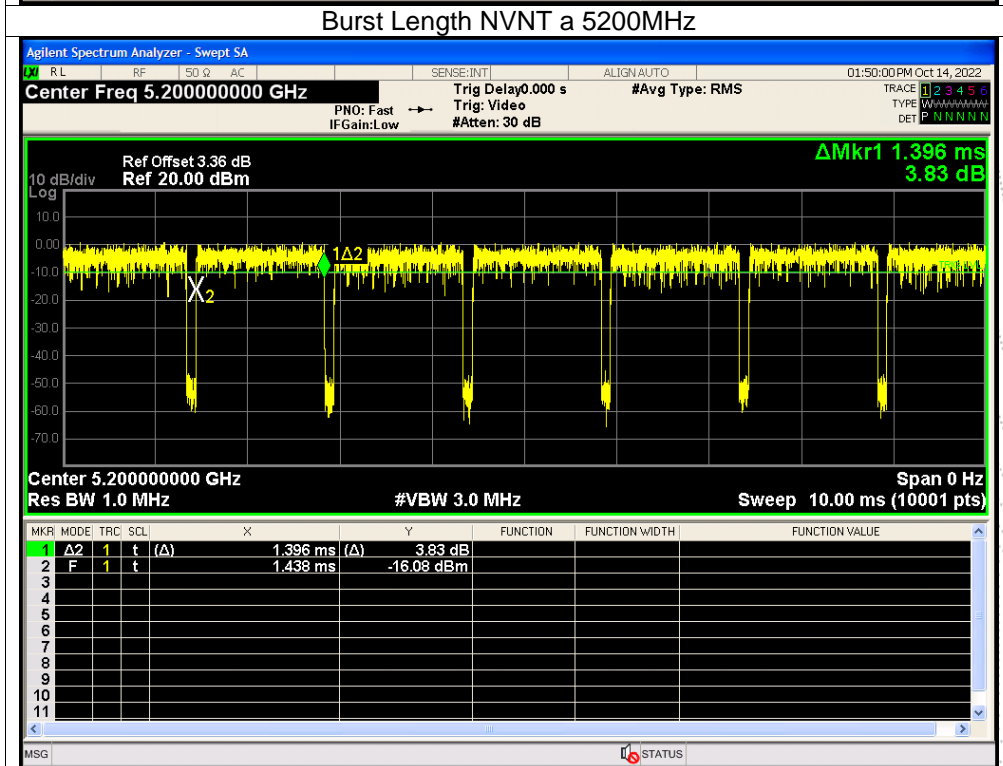 Burst Length NVNT a 5200MHz
Agilent Spectrum Analyzer - Swept SA
LXI RL RF 50 Ω AC SENSE:INT ALIGN AUTO 01:50:00 PM Oct 14, 2022
Center Freq 5.200000000 GHz PNO: Fast IFGain:Low Trig Delay0.000 s Trig: Video #Atten: 30 dB #Avg Type: RMS TRACE 1 2 3 4 5 6
TYPE W
DET P N N N N N
ΔMkr1 1.396 ms
3.83 dB
Ref Offset 3.36 dB
10 dB/div Ref 20.00 dBm
Log
10.0
0.00
-10.0
-20.0
-30.0
-40.0
-50.0
-60.0
-70.0
1Δ2
X2
Center 5.200000000 GHz Span 0 Hz
Res BW 1.0 MHz #VBW 3.0 MHz Sweep 10.00 ms (10001 pts)
MKR MODE TRC SCL X Y FUNCTION FUNCTION WIDTH FUNCTION VALUE
1 Δ2 1 t (Δ) 1.396 ms (Δ) 3.83 dB
2 F 1 t 1.438 ms -16.08 dBm
3
4
5
6
7
8
9
10
11
MSG STATUS